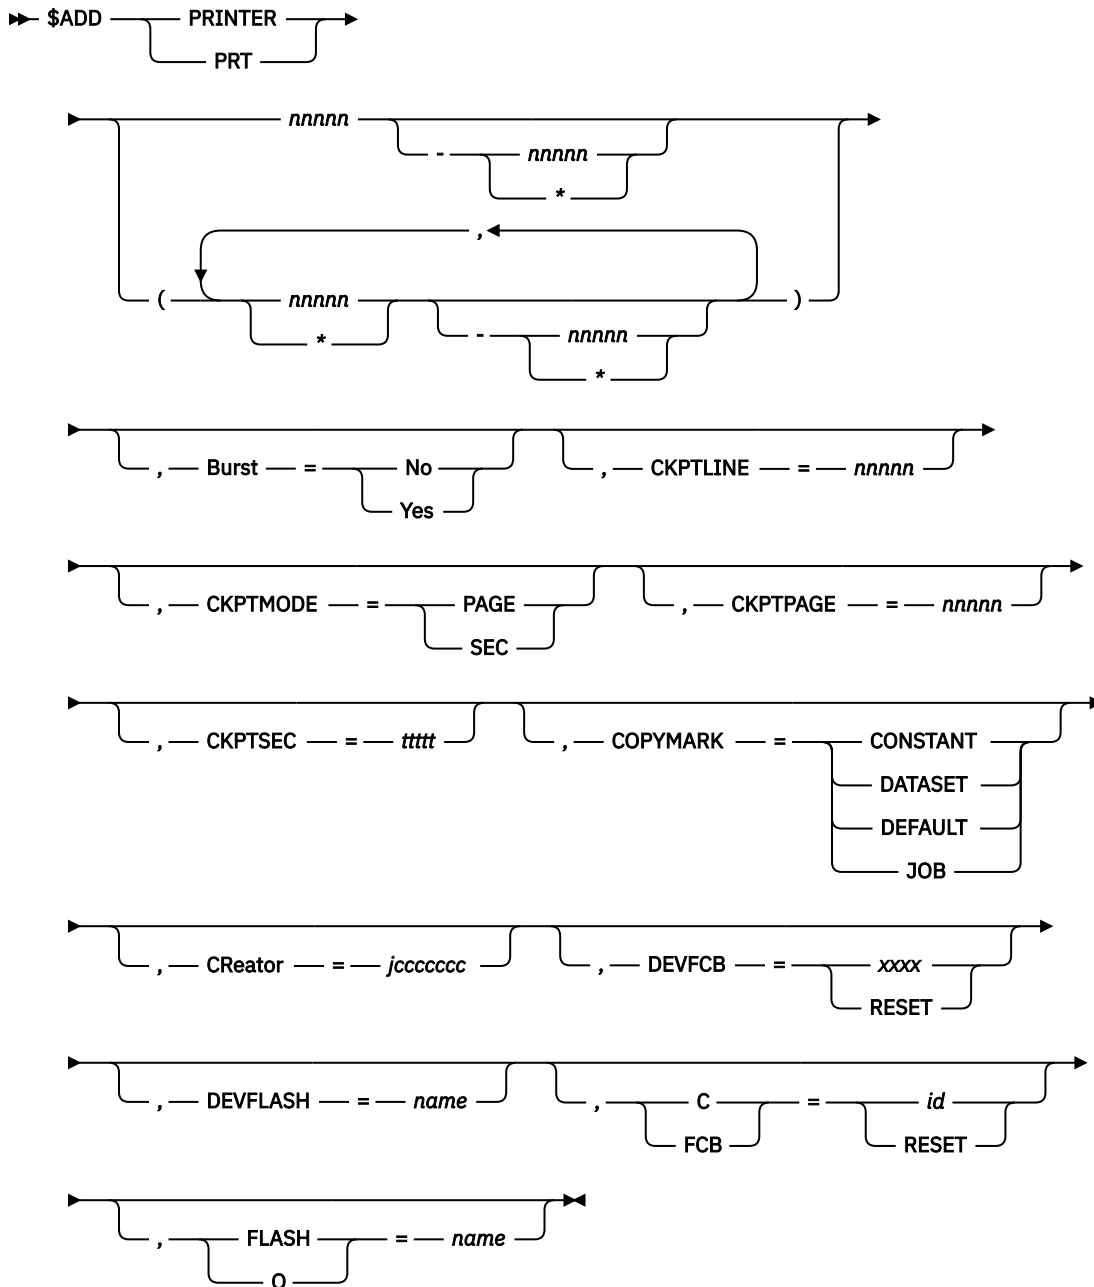 $ADD PRINTER
PRT
nnnnn
- nnnnn
*
,
( nnnnn )
*
- nnnnn
*
, Burst = No , CKPTLINE = nnnnn
Yes
, CKPTMODE = PAGE , CKPTPAGE = nnnnn
SEC
, CKPTSEC = ttttt , COPYMARK = CONSTANT
DATASET
DEFAULT
JOB
, CReator = jccccccc , DEVFCB = xxxx
RESET
, DEVFLASH = name , C = id
FCB RESET
, FLASH = name
O